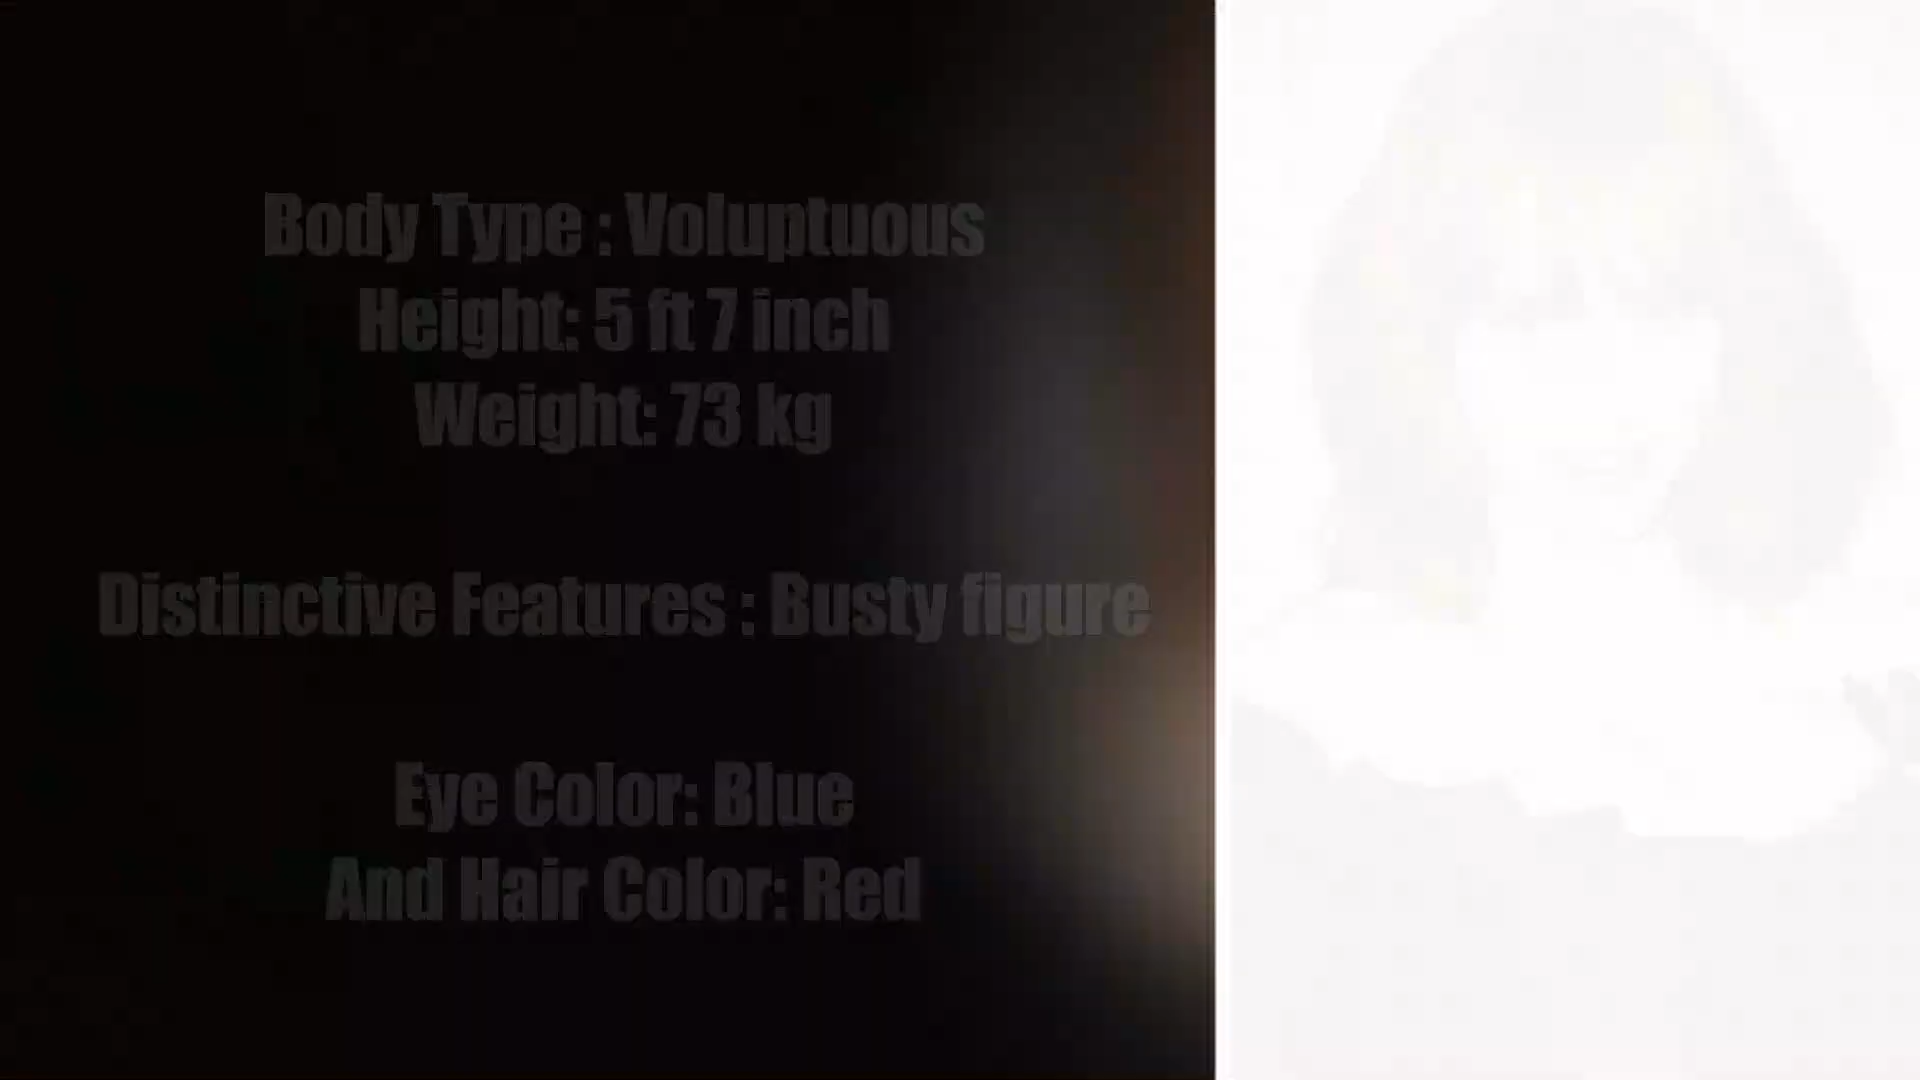 Body Type : Voluptuous
Height: 5 ft 7 inch
Weight: 73 kg
Distinctive Features : Busty figure
Eye Color: Blue
And Hair Color: Red